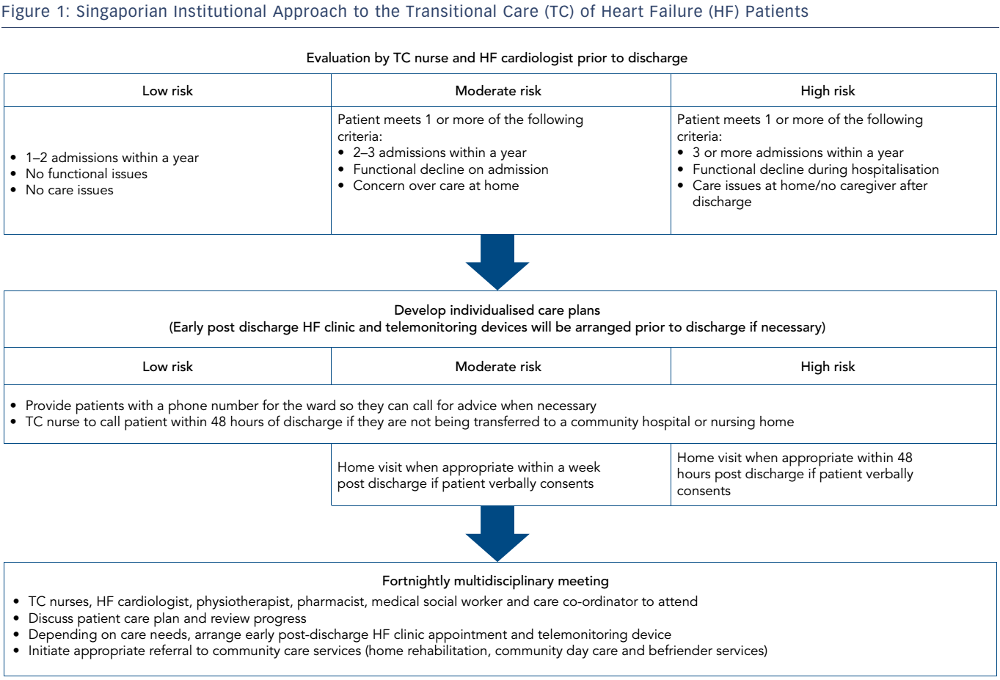 Figure 1: Singaporian Institutional Approach to the Transitional Care (TC) of Heart Failure (HF) Patients
Evaluation by TC nurse and HF cardiologist prior to discharge
Low risk
Moderate risk
High risk
• 1–2 admissions within a year
• No functional issues
• No care issues
Patient meets 1 or more of the following
criteria:
• 2–3 admissions within a year
• Functional decline on admission
• Concern over care at home
Patient meets 1 or more of the following
criteria:
• 3 or more admissions within a year
• Functional decline during hospitalisation
• Care issues at home/no caregiver after
discharge
Develop individualised care plans
(Early post discharge HF clinic and telemonitoring devices will be arranged prior to discharge if necessary)
Low risk
Moderate risk
High risk
• Provide patients with a phone number for the ward so they can call for advice when necessary
• TC nurse to call patient within 48 hours of discharge if they are not being transferred to a community hospital or nursing home
Home visit when appropriate within a week
post discharge if patient verbally consents
Home visit when appropriate within 48
hours post discharge if patient verbally
consents
Fortnightly multidisciplinary meeting
• TC nurses, HF cardiologist, physiotherapist, pharmacist, medical social worker and care co-ordinator to attend
• Discuss patient care plan and review progress
• Depending on care needs, arrange early post-discharge HF clinic appointment and telemonitoring device
• Initiate appropriate referral to community care services (home rehabilitation, community day care and befriender services)